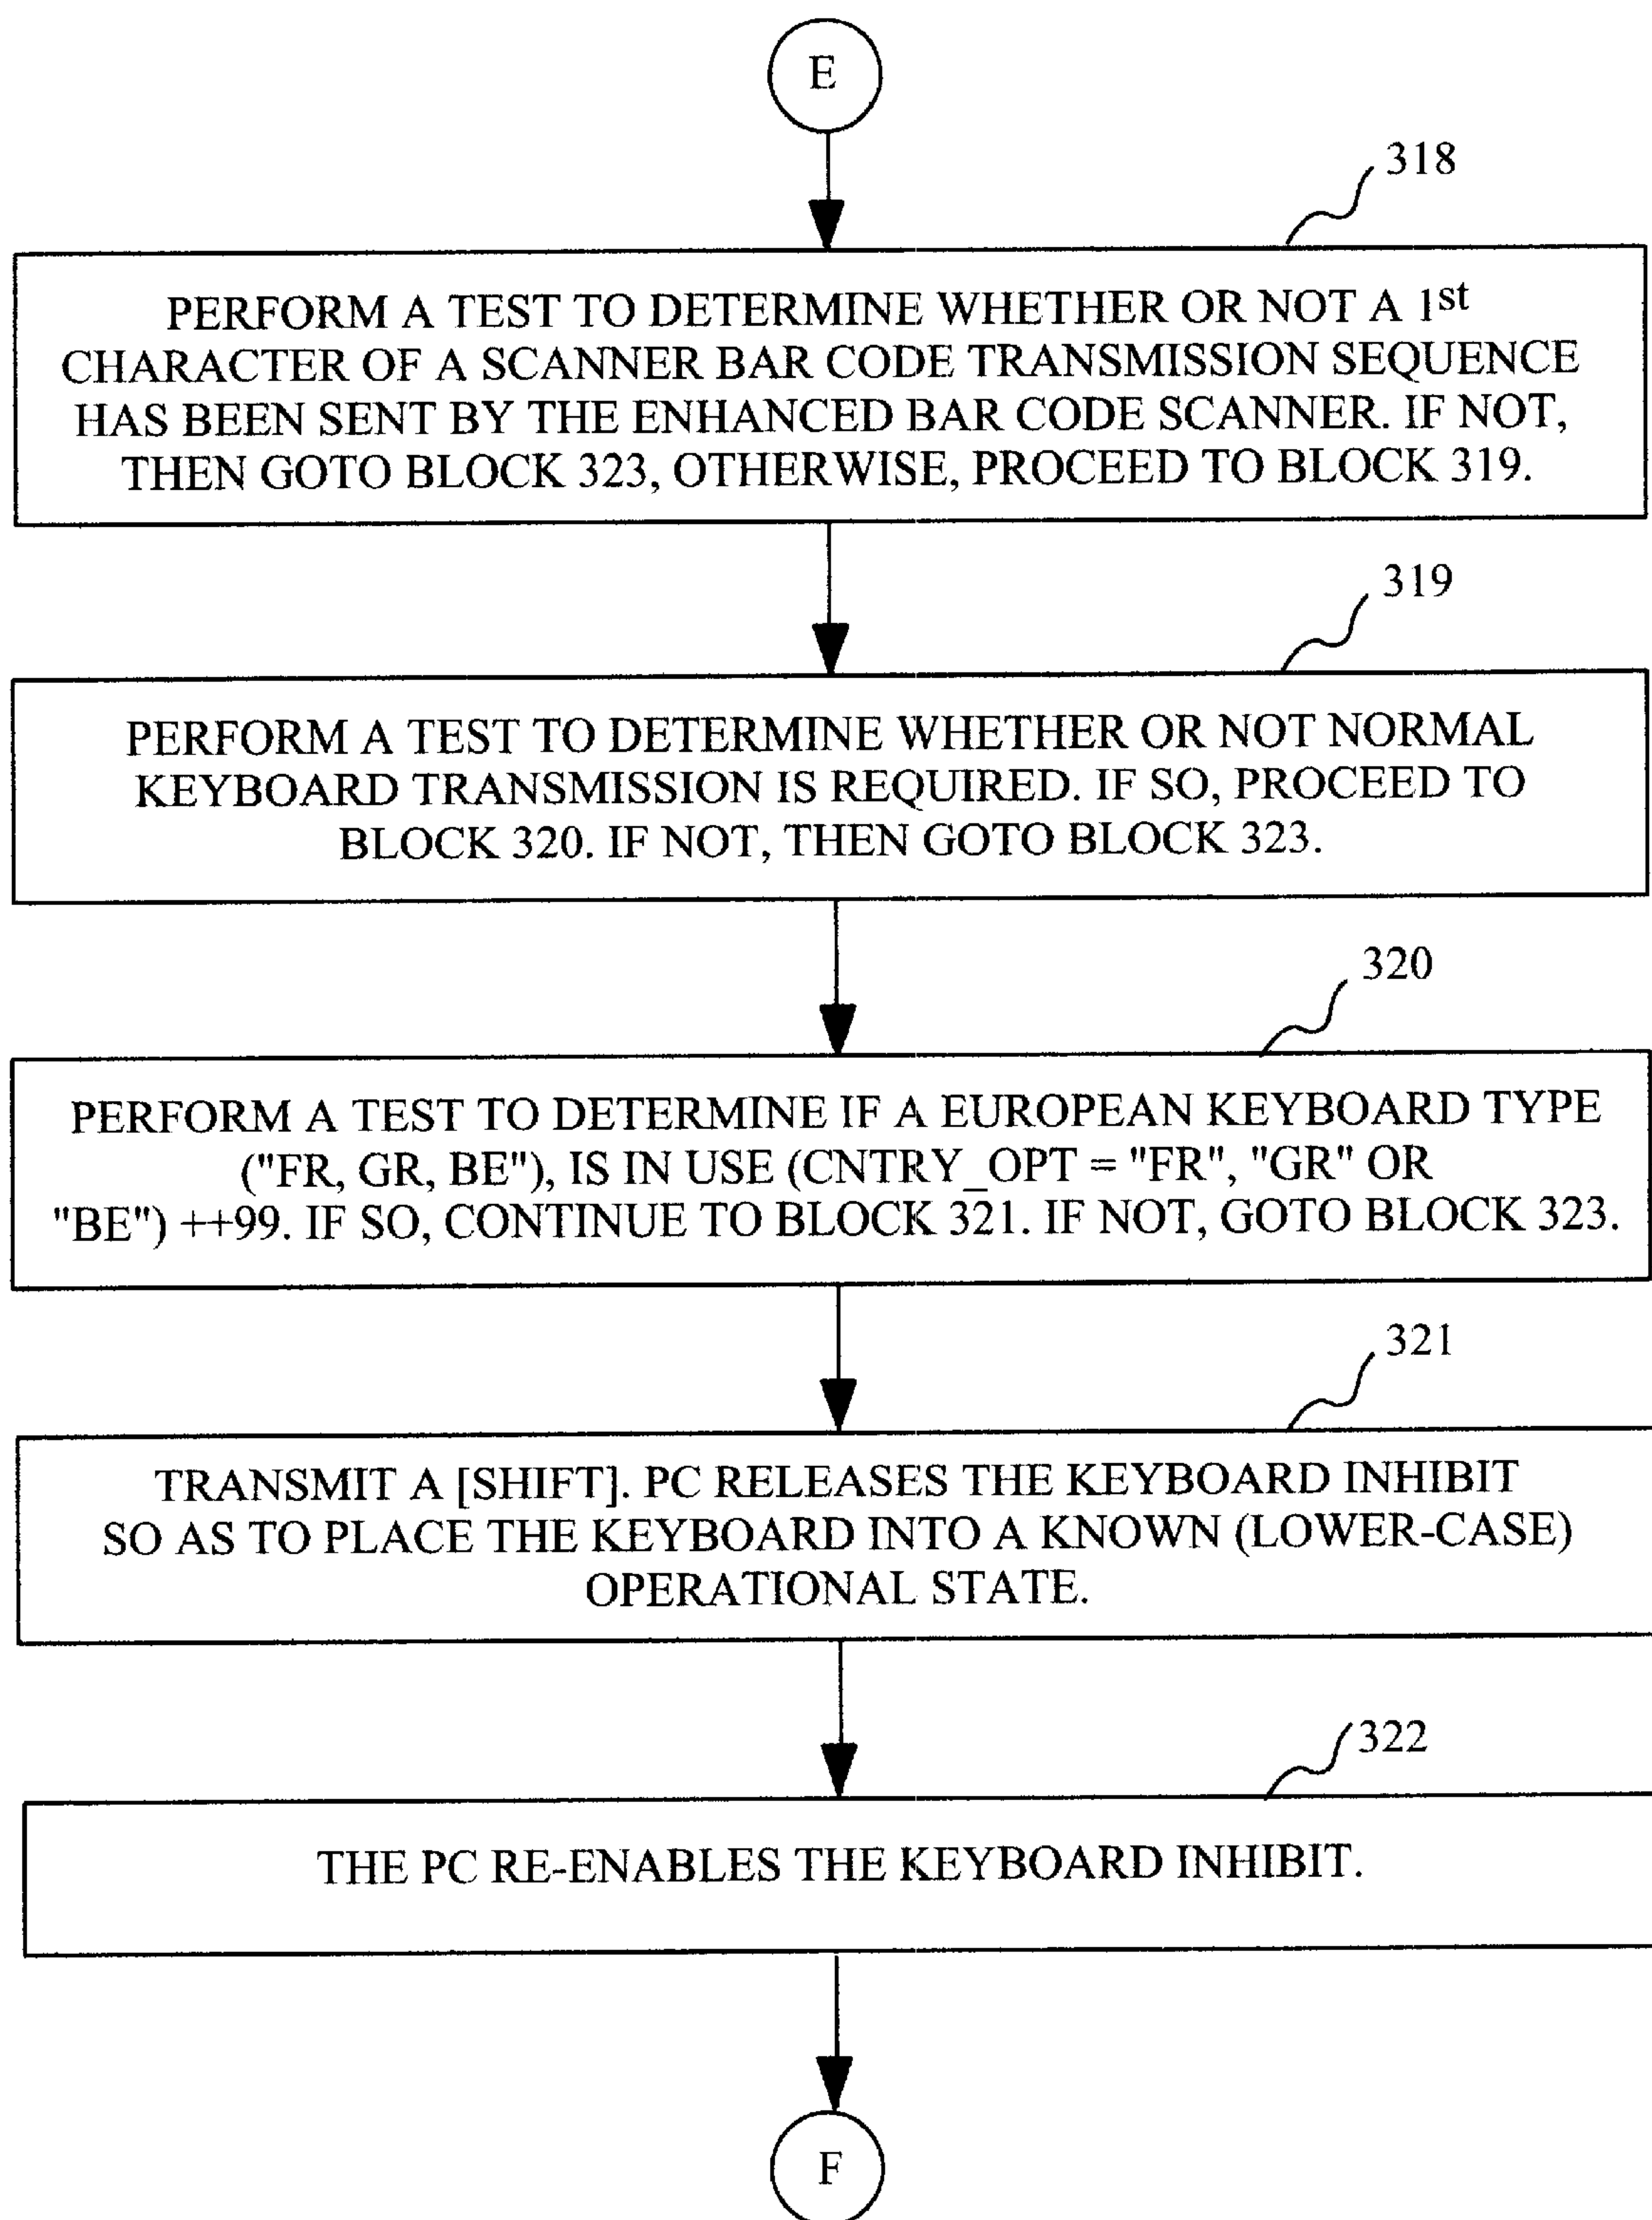 E
318
PERFORM A TEST TO DETERMINE WHETHER OR NOT A 1st
CHARACTER OF A SCANNER BAR CODE TRANSMISSION SEQUENCE
HAS BEEN SENT BY THE ENHANCED BAR CODE SCANNER. IF NOT,
THEN GOTO BLOCK 323, OTHERWISE, PROCEED TO BLOCK 319.
319
PERFORM A TEST TO DETERMINE WHETHER OR NOT NORMAL
KEYBOARD TRANSMISSION IS REQUIRED. IF SO, PROCEED TO
BLOCK 320. IF NOT, THEN GOTO BLOCK 323.
320
PERFORM A TEST TO DETERMINE IF A EUROPEAN KEYBOARD TYPE
("FR, GR, BE"), IS IN USE (CNTRY_OPT = "FR", "GR" OR
"BE") ++99. IF SO, CONTINUE TO BLOCK 321. IF NOT, GOTO BLOCK 323.
321
TRANSMIT A [SHIFT]. PC RELEASES THE KEYBOARD INHIBIT
SO AS TO PLACE THE KEYBOARD INTO A KNOWN (LOWER-CASE)
OPERATIONAL STATE.
322
THE PC RE-ENABLES THE KEYBOARD INHIBIT.
F